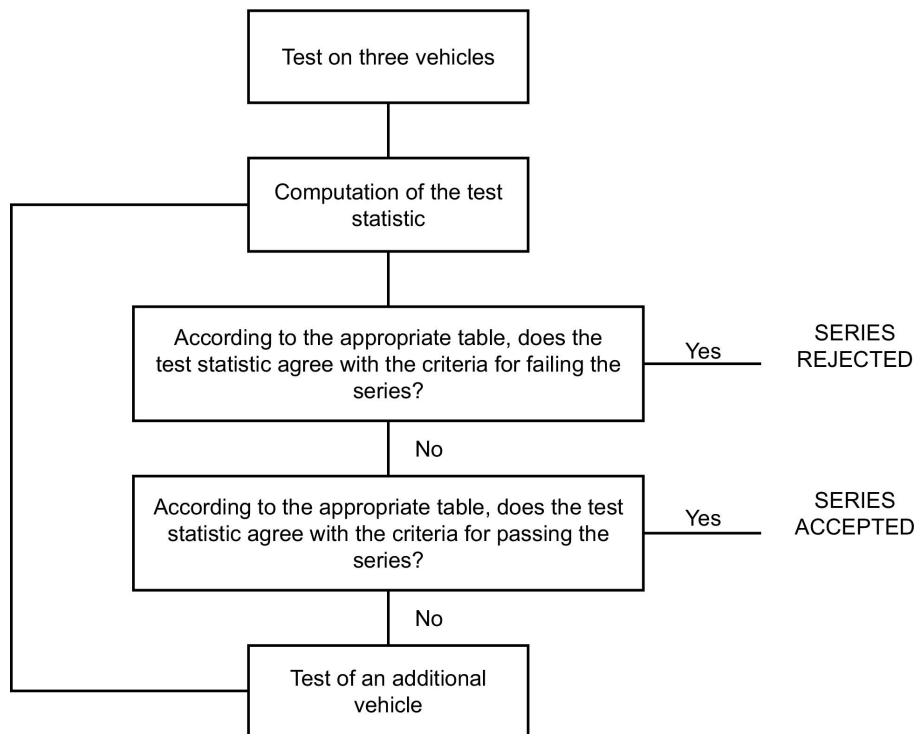 Test on three vehicles
Computation of the test
statistic
According to the appropriate table, does the
test statistic agree with the criteria for failing the
series?
Yes
SERIES
REJECTED
No
According to the appropriate table, does the test
statistic agree with the criteria for passing the
series?
Yes
SERIES
ACCEPTED
No
Test of an additional
vehicle